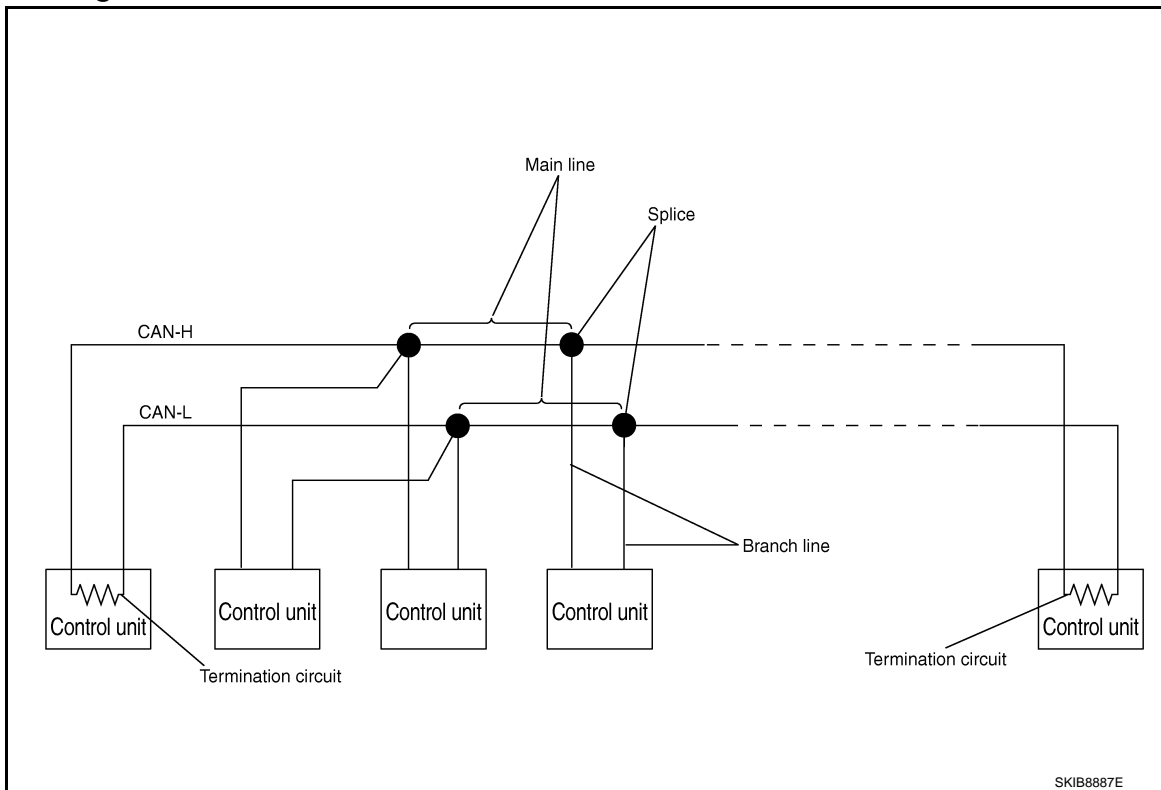 Main line
Splice
CAN-H
CAN-L
Branch line
Control unit
Control unit
Control unit
Control unit
Control unit
Termination circuit
Termination circuit
SKIB8887E